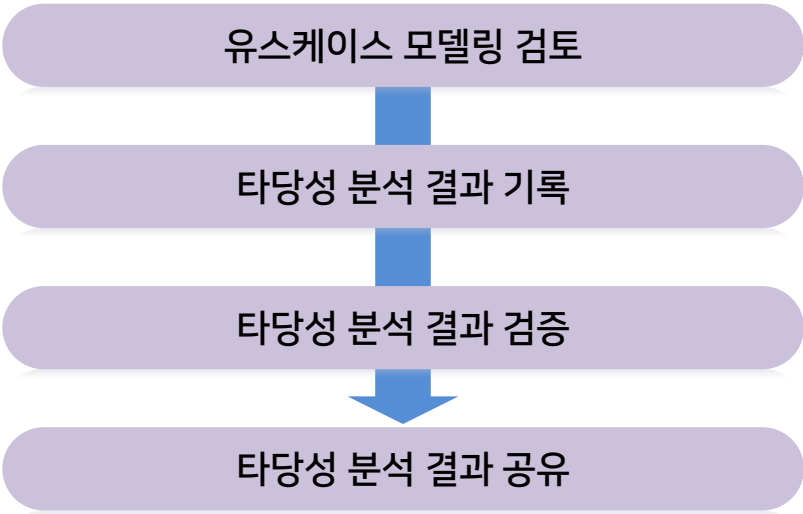 유스케이스 모델링 검토
타당성 분석 결과 기록
타당성 분석 결과 검증
타당성 분석 결과 공유